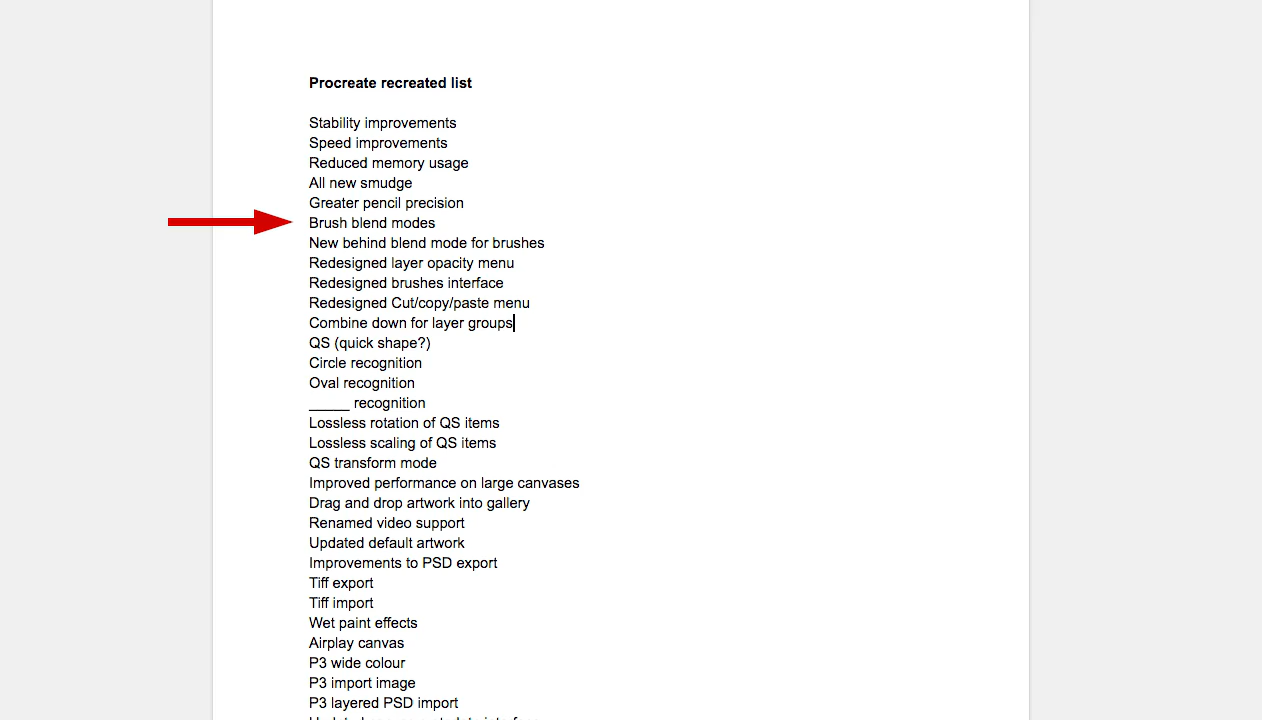 Procreate recreated list
Stability improvements
Speed improvements
Reduced memory usage
All new smudge
Greater pencil precision
Brush blend modes
New behind blend mode for brushes
Redesigned layer opacity menu
Redesigned brushes interface
Redesigned Cut/copy/paste menu
Combine down for layer groups
QS (quick shape?)
Circle recognition
Oval recognition
_____ recognition
Lossless rotation of QS items
Lossless scaling of QS items
QS transform mode
Improved performance on large canvases
Drag and drop artwork into gallery
Renamed video support
Updated default artwork
Improvements to PSD export
Tiff export
Tiff import
Wet paint effects
Airplay canvas
P3 wide colour
P3 import image
P3 layered PSD import